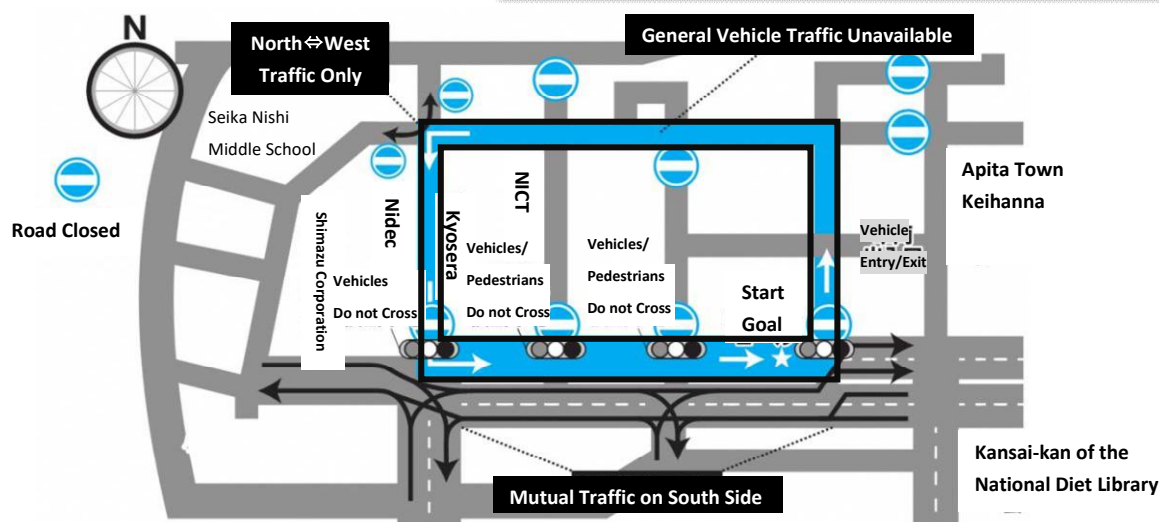 N
North⇔West
Traffic Only
General Vehicle Traffic Unavailable
Seika Nishi
Middle School
Road Closed
Apita Town
Keihanna
Shimazu Corporation
Nidec
Kyosera
NICT
Vehicle
Entry/Exit
Vehicles
Do not Cross
Vehicles/
Pedestrians
Do not Cross
Vehicles/
Pedestrians
Do not Cross
Start
Goal
Mutual Traffic on South Side
Kansai-kan of the
National Diet Library